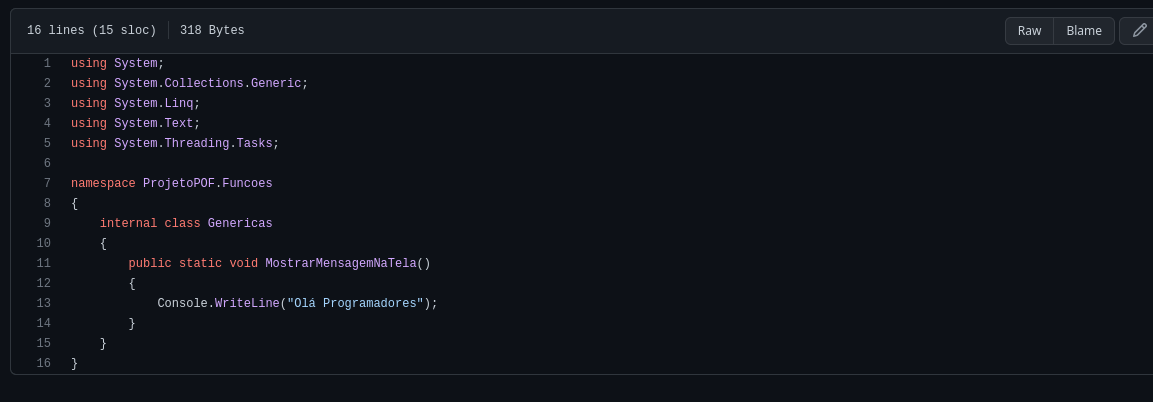 16 lines (15 sloc) 318 Bytes Raw Blame
1 using System;
2 using System.Collections.Generic;
3 using System.Linq;
4 using System.Text;
5 using System.Threading.Tasks;
6
7 namespace ProjetoPOF.Funcoes
8 {
9     internal class Genericas
10     {
11         public static void MostrarMensagemNaTela()
12         {
13             Console.WriteLine("Olá Programadores");
14         }
15     }
16 }